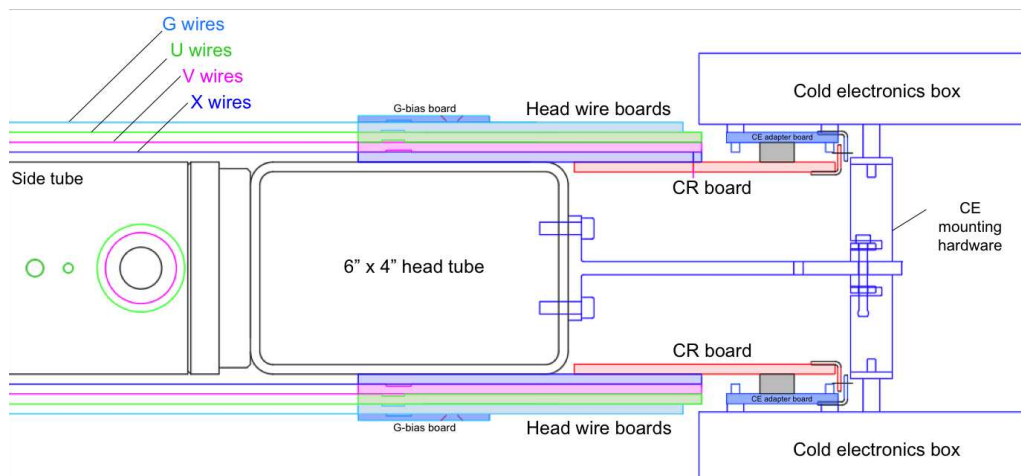 G wires
U wires
V wires
X wires
G-bias board
Head wire boards
Cold electronics box
CE adapter board
Side tube
CR board
CE
mounting
hardware
6” x 4” head tube
CR board
CE adapter board
G-bias board
Head wire boards
Cold electronics box